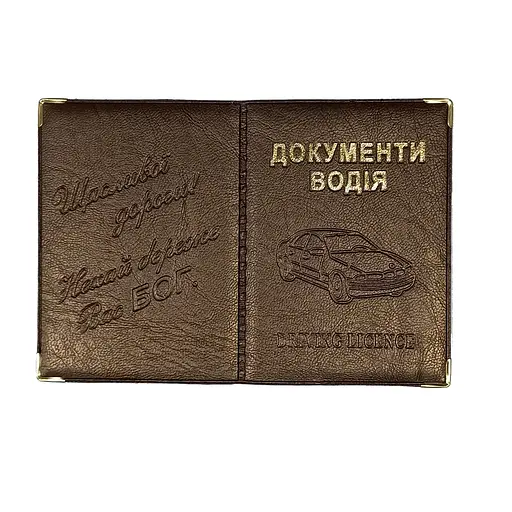 Щасливої
дороги!
Нехай береже
Вас БОГ.
ДОКУМЕНТИ
ВОДІЯ
DRIVING LICENCE